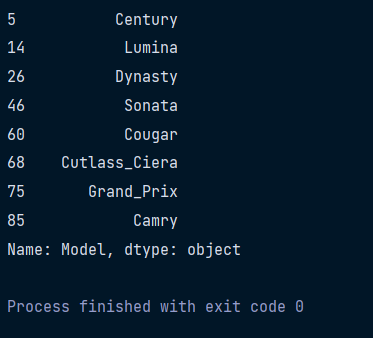 5           Century
14           Lumina
26          Dynasty
46           Sonata
60           Cougar
68    Cutlass_Ciera
75       Grand_Prix
85            Camry
Name: Model, dtype: object
Process finished with exit code 0